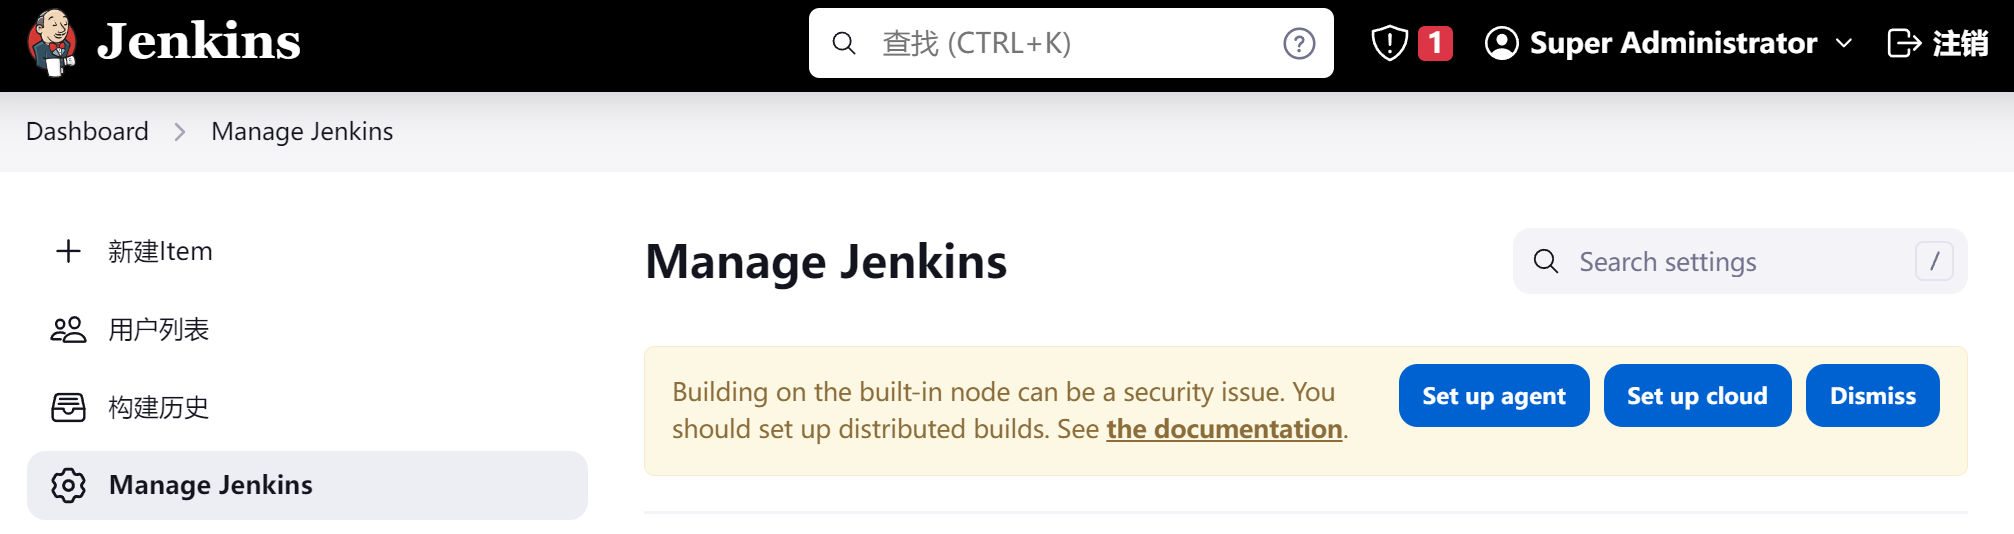 Jenkins
查找 (CTRL+K)
1
Super Administrator
注销
Dashboard
Manage Jenkins
新建Item
用户列表
构建历史
Manage Jenkins
Manage Jenkins
Search settings
/
Building on the built-in node can be a security issue. You
should set up distributed builds. See the documentation.
Set up agent
Set up cloud
Dismiss